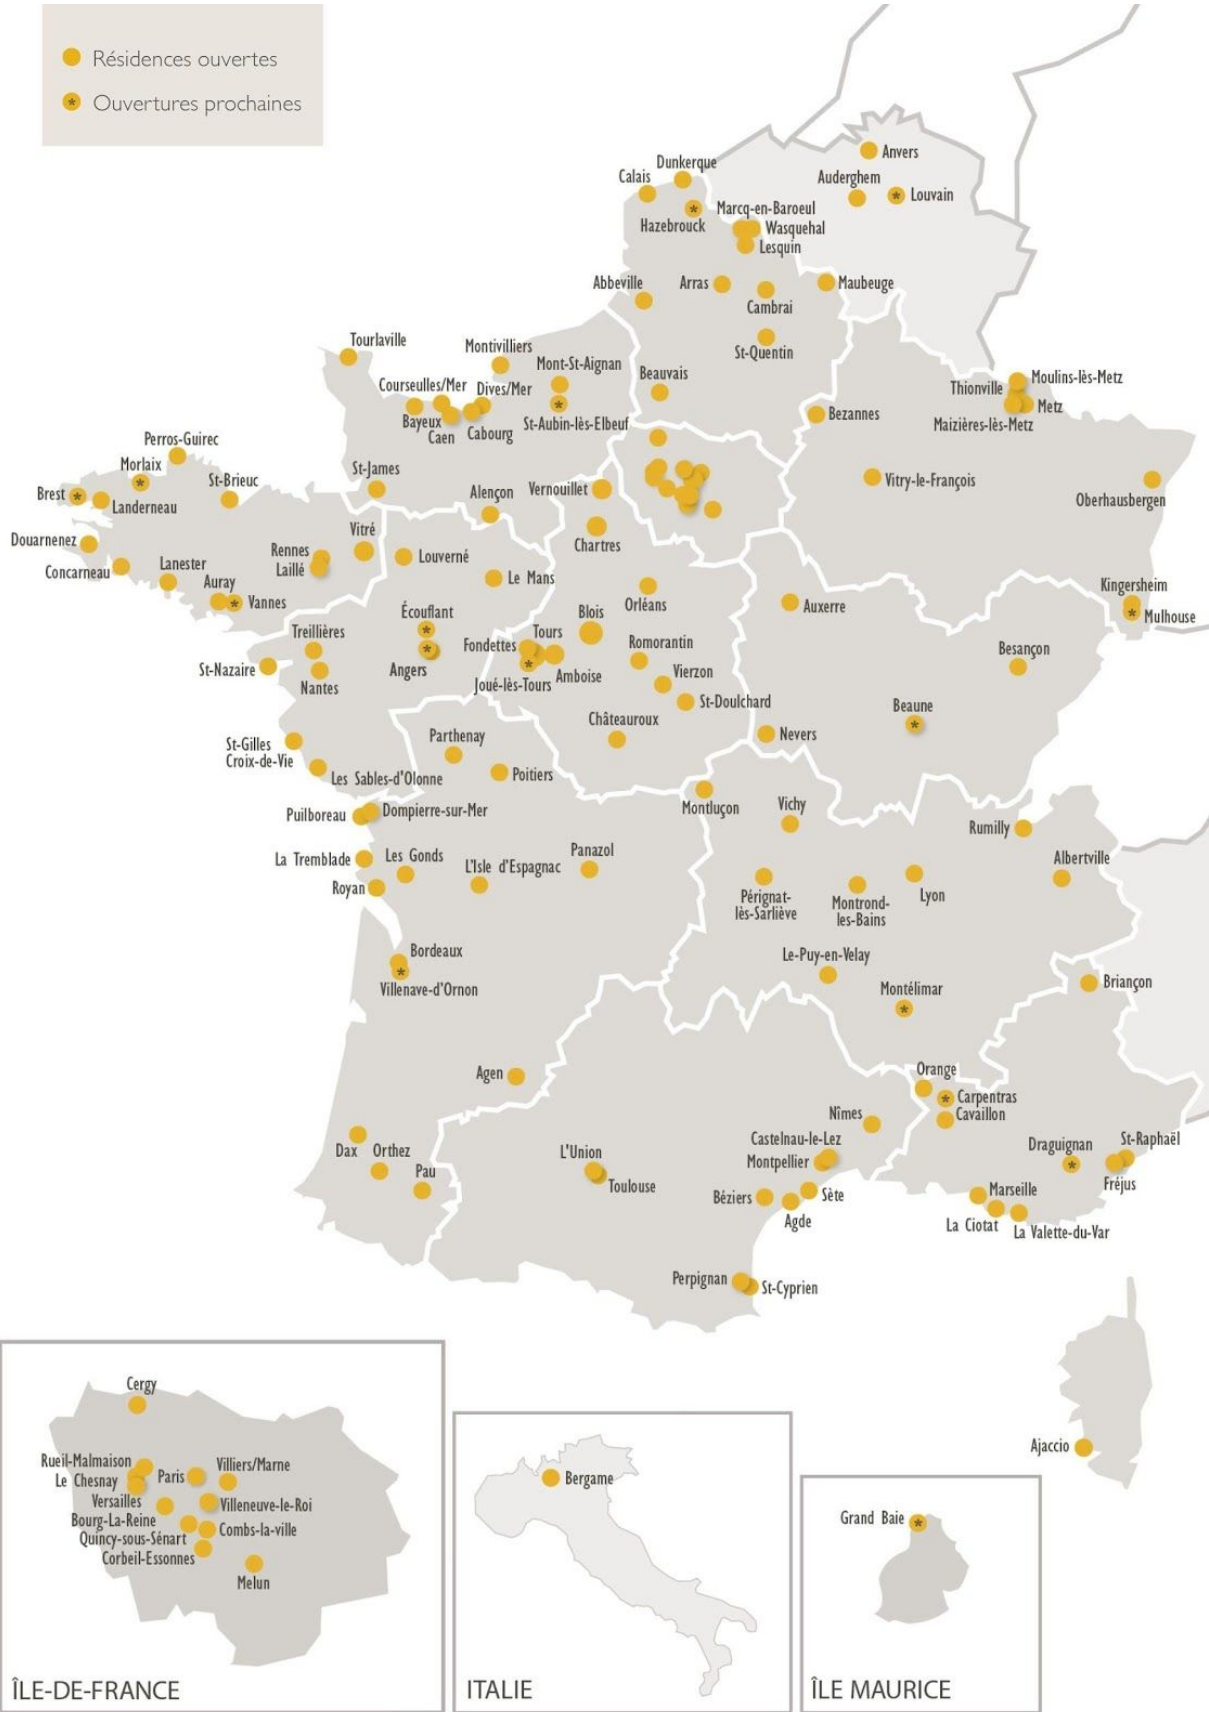 Résidences ouvertes
Ouvertures prochaines
Anvers
Dunkerque
Calais
Auderghem
Louvain
Marcq-en-Baroeul
Hazebrouck
Wasquehal
Lesquin
Abbeville
Arras
Maubeuge
Cambrai
Tourlaville
Montivilliers
St-Quentin
Mont-St-Aignan
Beauvais
Moulins-lès-Metz
Thionville
Courseulles/Mer
Dives/Mer
Metz
Bezannes
Bayeux
Caen
Cabourg
St-Aubin-lès-Elbeuf
Maizières-lès-Metz
Perros-Guirec
Morlaix
St-James
St-Brieuc
Vitry-le-François
Brest
Landerneau
Alençon
Vernouillet
Oberhausbergen
Vitré
Douarnenez
Chartres
Rennes
Laillé
Louverné
Concarneau
Lanester
Le Mans
Auray
Vannes
Kingersheim
Mulhouse
Orléans
Auxerre
Écouflant
Blois
Treillières
Tours
Fondettes
Romorantin
Besançon
St-Nazaire
Angers
Nantes
Joué-lès-Tours
Amboise
Vierzon
St-Doulchard
Beaune
Châteauroux
Nevers
Parthenay
St-Gilles
Croix-de-Vie
Les Sables-d'Olonne
Poitiers
Montluçon
Vichy
Puilboreau
Dompierre-sur-Mer
Rumilly
La Tremblade
Les Gonds
L'Isle d'Espagnac
Panazol
Albertville
Royan
Pérignat-
lès-Sarliève
Montrond-
les-Bains
Lyon
Bordeaux
Le-Puy-en-Velay
Villenave-d'Ornon
Montélimar
Briançon
Agen
Orange
Carpentras
Cavaillon
Nîmes
Dax
Orthez
Pau
L'Union
Toulouse
Castelnau-le-Lez
Montpellier
Draguignan
St-Raphaël
Fréjus
Béziers
Sète
Agde
Marseille
La Ciotat
La Valette-du-Var
Perpignan
St-Cyprien
Ajaccio
Cergy
Rueil-Malmaison
Le Chesnay
Paris
Villiers/Marne
Versailles
Villeneuve-le-Roi
Bourg-La-Reine
Combs-la-ville
Quincy-sous-Sénart
Corbeil-Essonnes
Melun
ÎLE-DE-FRANCE
Bergame
ITALIE
Grand Baie
ÎLE MAURICE